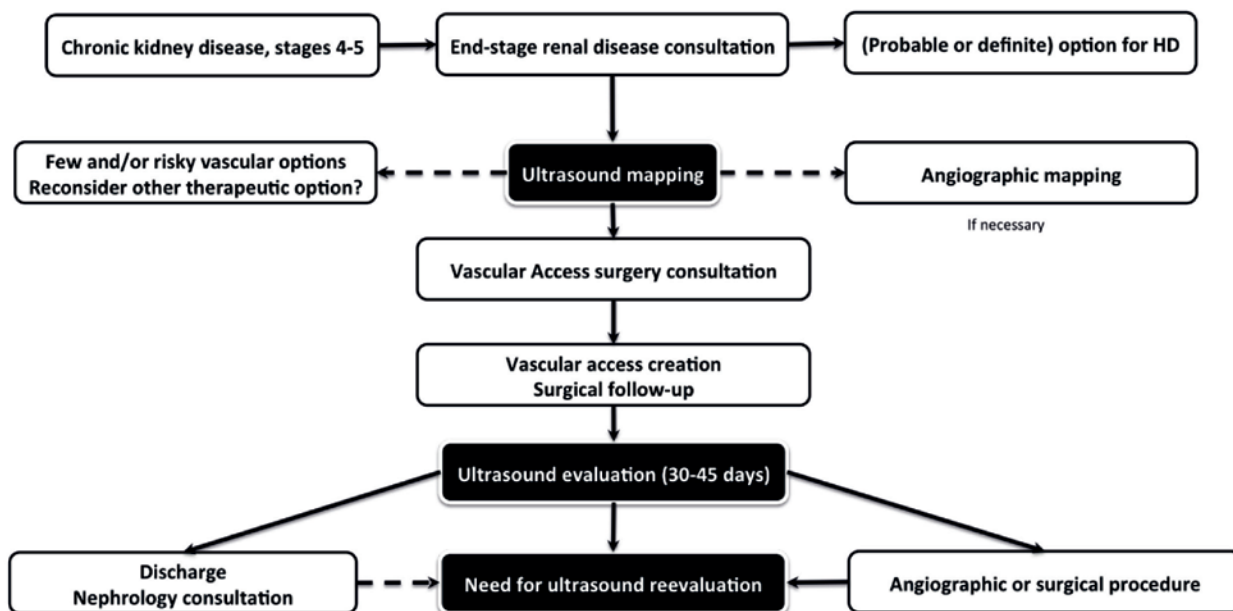 Chronic kidney disease, stages 4-5
End-stage renal disease consultation
(Probable or definite) option for HD
Few and/or risky vascular options
Reconsider other therapeutic option?
Ultrasound mapping
Angiographic mapping
If necessary
Vascular Access surgery consultation
Vascular access creation
Surgical follow-up
Ultrasound evaluation (30-45 days)
Discharge
Nephrology consultation
Need for ultrasound reevaluation
Angiographic or surgical procedure